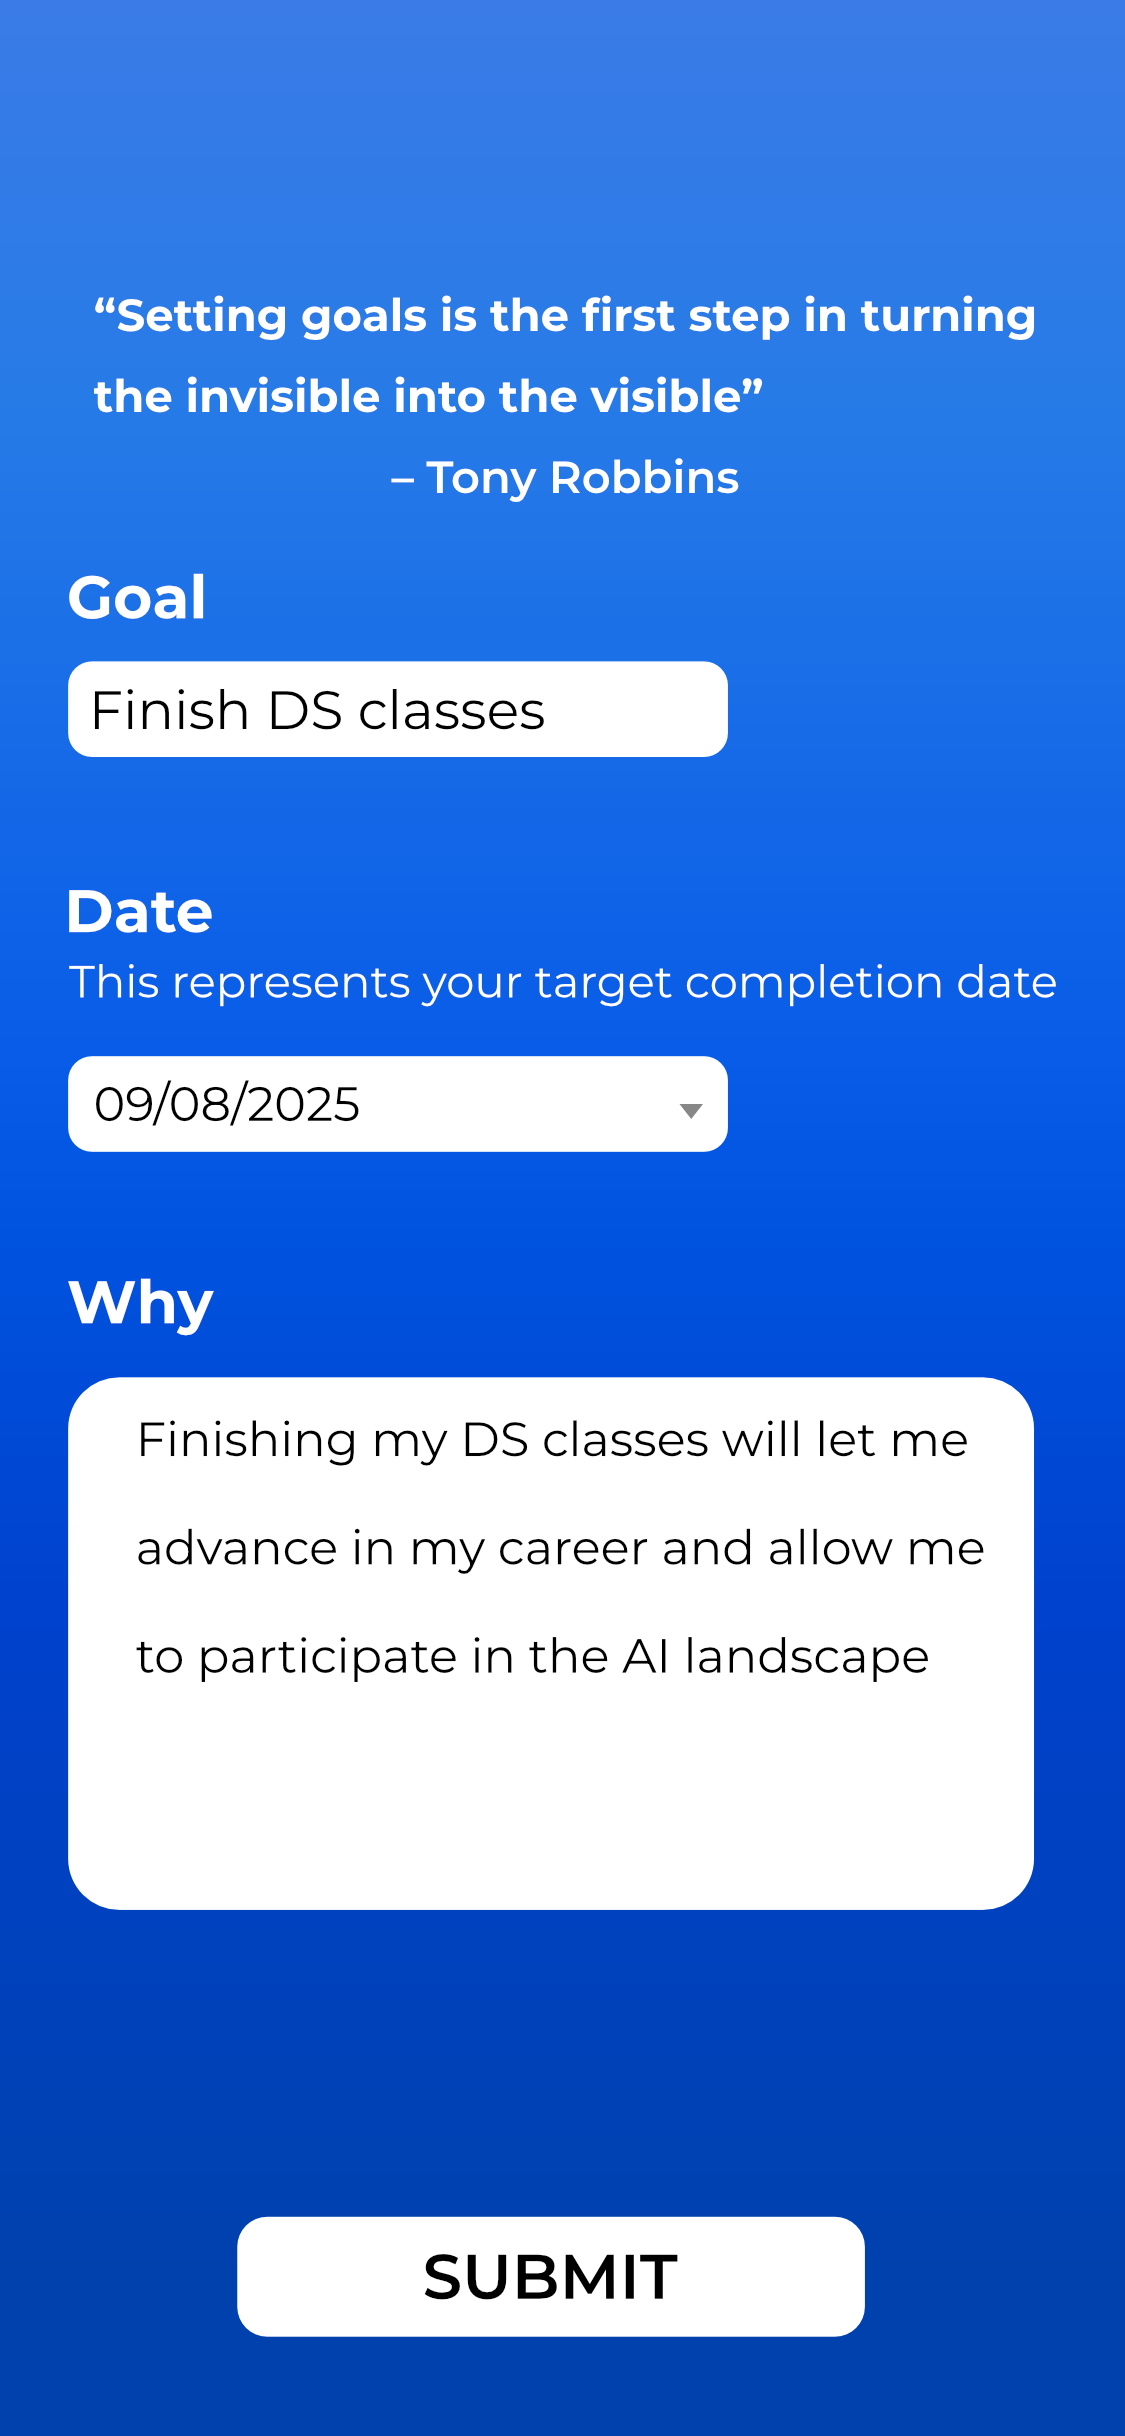 “Setting goals is the first step in turning
the invisible into the visible”
– Tony Robbins
Goal
Finish DS classes
Date
This represents your target completion date
09/08/2025
Why
Finishing my DS classes will let me
advance in my career and allow me
to participate in the AI landscape
SUBMIT